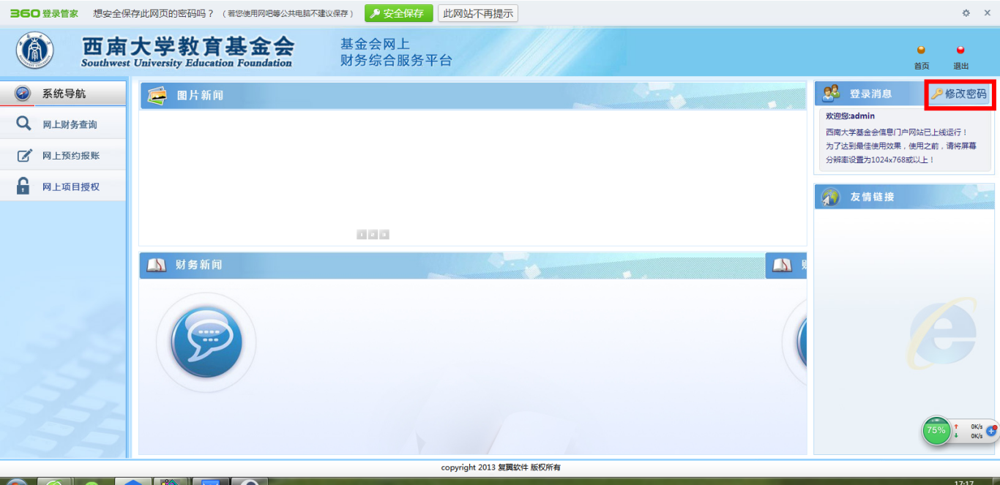 360登录管家 想安全保存此网页的密码吗？（若您使用网吧等公共电脑不建议保存） 安全保存 此网站不再提示
西南大学教育基金会
Southwest University Education Foundation
基金会网上
财务综合服务平台
首页 退出
系统导航
网上财务查询
网上预约报账
网上项目授权
图片新闻
1 2 3
财务新闻
登录消息 修改密码
欢迎您:admin
西南大学基金会信息门户网站已上线运行！
为了达到最佳使用效果，使用之前，请将屏幕
分辨率设置为1024x768或以上！
友情链接
75%
0K/s
0K/s
copyright 2013 复翼软件 版权所有
17:17